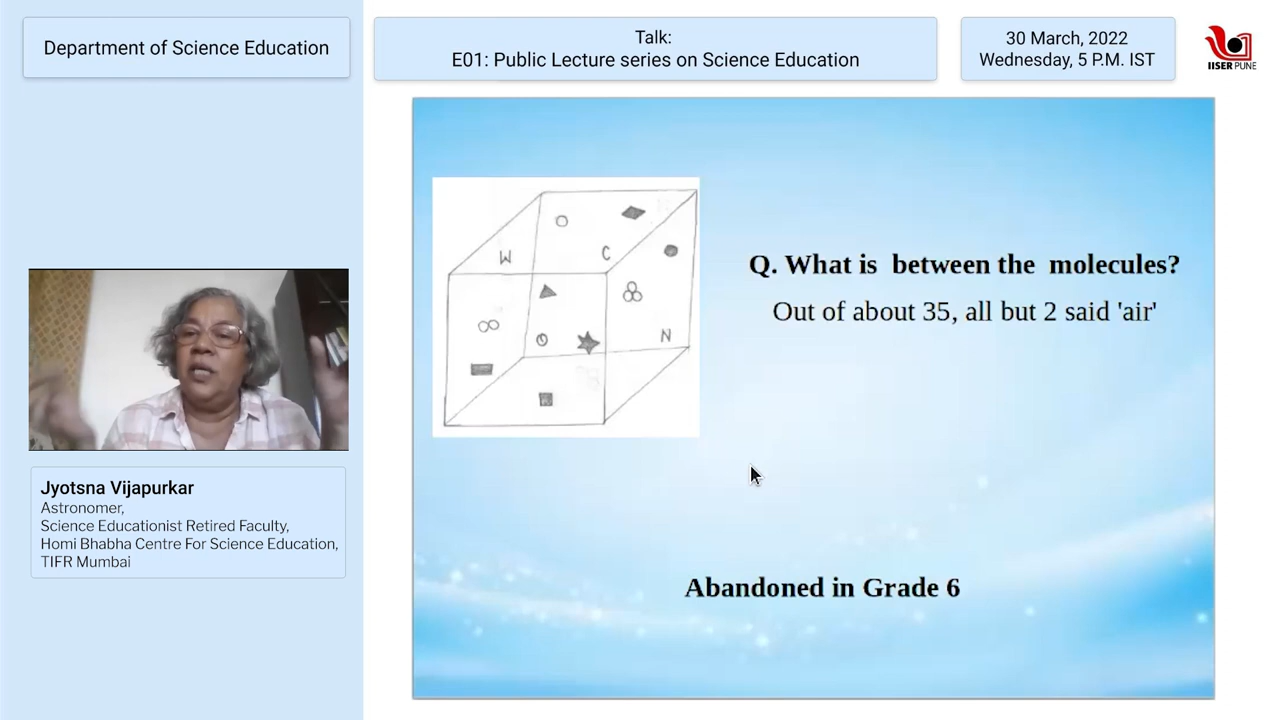 Department of Science Education
Talk:
E01: Public Lecture series on Science Education
30 March, 2022
Wednesday, 5 P.M. IST
IISER PUNE
W
C
N
Q. What is between the molecules?
Out of about 35, all but 2 said 'air'
Abandoned in Grade 6
Jyotsna Vijapurkar
Astronomer,
Science Educationist Retired Faculty,
Homi Bhabha Centre For Science Education,
TIFR Mumbai